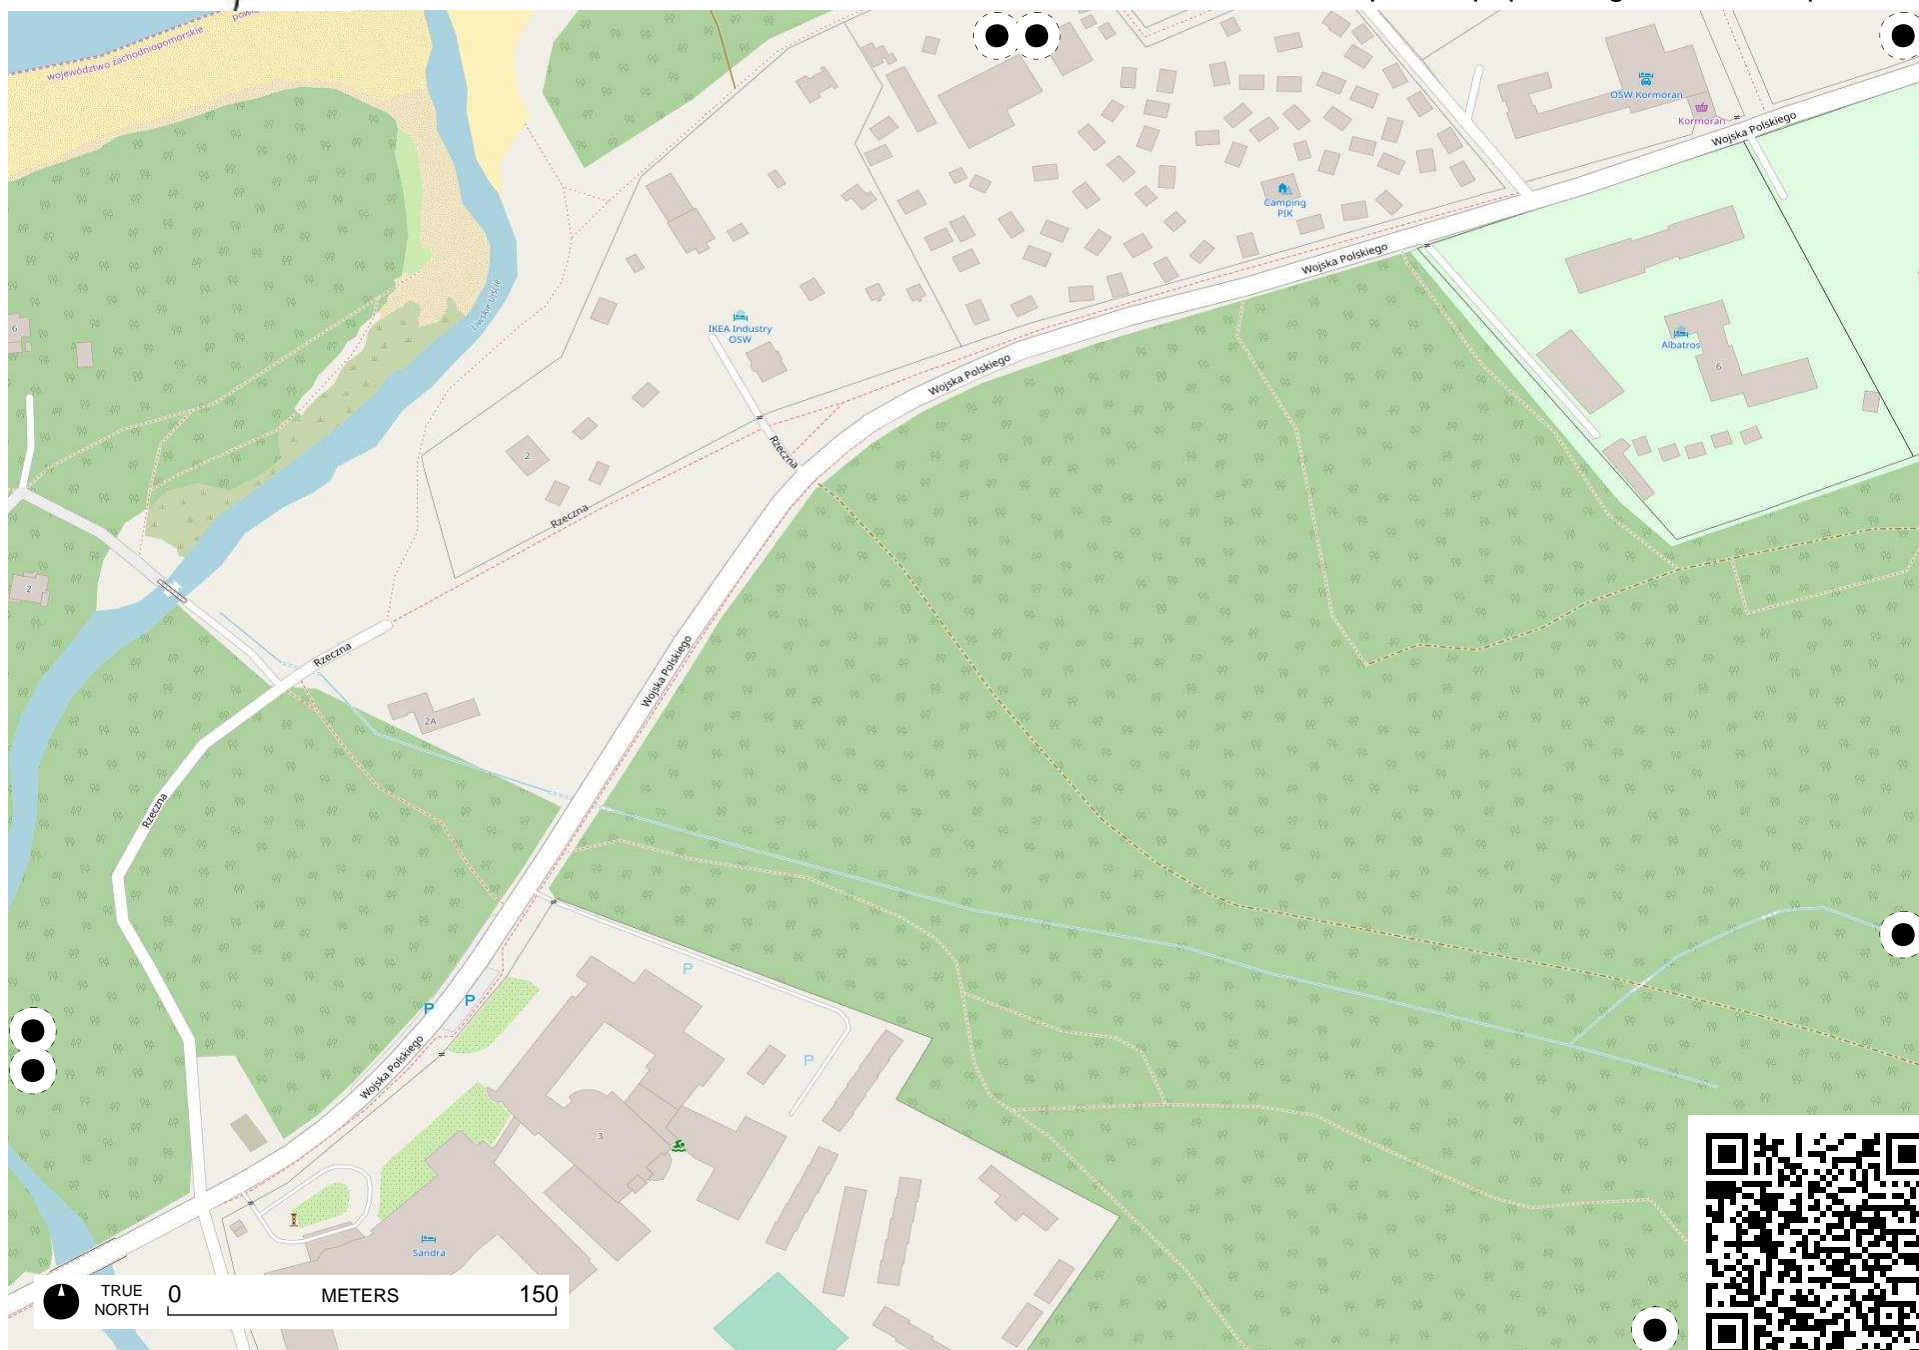 województwo zachodniopomorskie
OSW Kormoran
Kormoran
Wojska Polskiego
Camping
PIK
Wojska Polskiego
Liwskie Ujście
IKEA Industry
OSW
6
Albatros
6
Wojska Polskiego
Rzeczna
2
Rzeczna
2
Rzeczna
Wojska Polskiego
2A
Rzeczna
P
P
P
Wojska Polskiego
P
3
Sandra
TRUE
NORTH
0 METERS 150